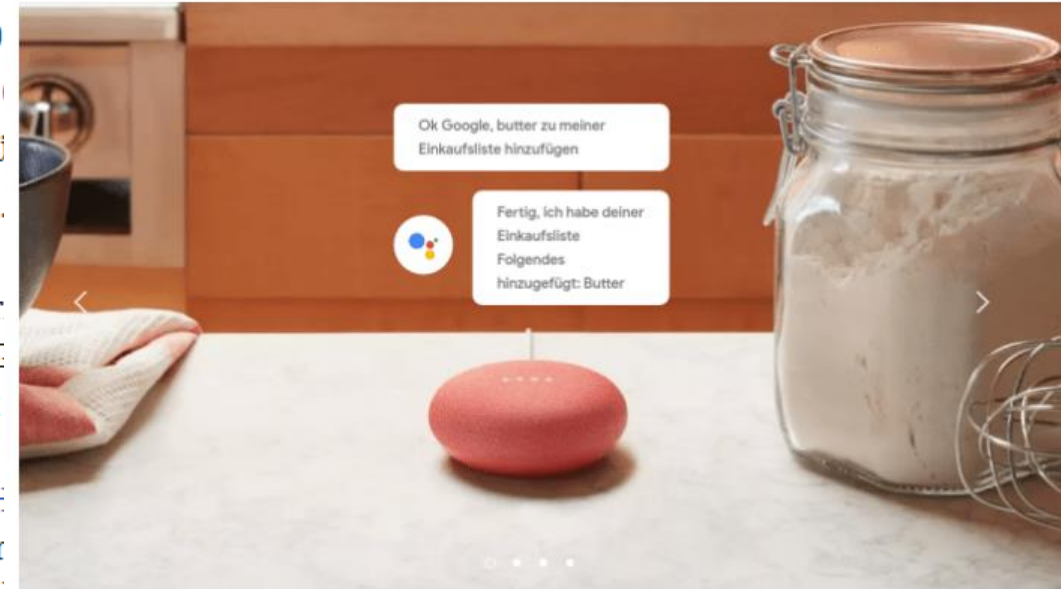 Ok Google, butter zu meiner
Einkaufsliste hinzufügen
Fertig, ich habe deiner
Einkaufsliste
Folgendes
hinzugefügt: Butter